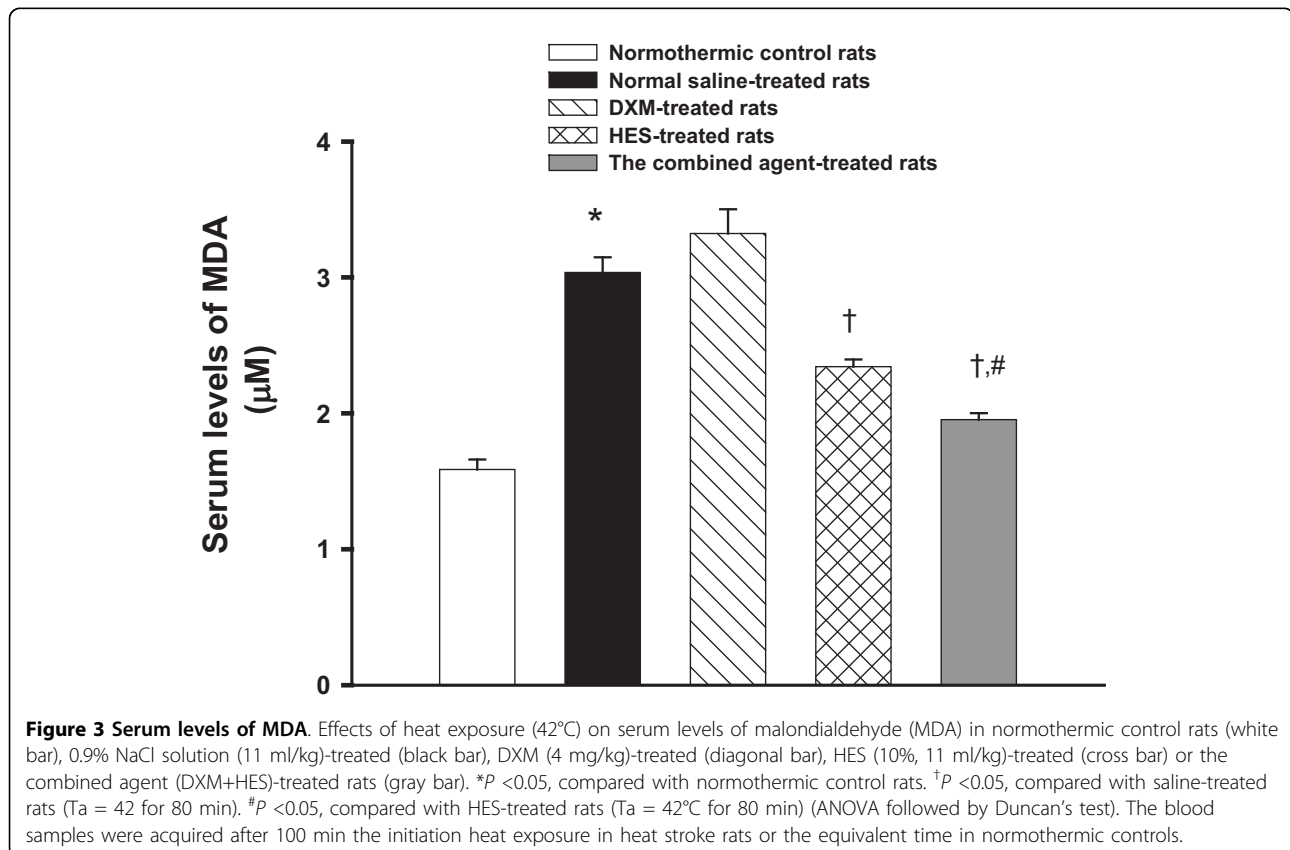 Normothermic control rats
Normal saline-treated rats
DXM-treated rats
HES-treated rats
The combined agent-treated rats
Serum levels of MDA
(μM)
4
3
2
1
0
*
†
†,#
Figure 3 Serum levels of MDA. Effects of heat exposure (42°C) on serum levels of malondialdehyde (MDA) in normothermic control rats (white
bar), 0.9% NaCl solution (11 ml/kg)-treated (black bar), DXM (4 mg/kg)-treated (diagonal bar), HES (10%, 11 ml/kg)-treated (cross bar) or the
combined agent (DXM+HES)-treated rats (gray bar). *P <0.05, compared with normothermic control rats. †P <0.05, compared with saline-treated
rats (Ta = 42 for 80 min). #P <0.05, compared with HES-treated rats (Ta = 42°C for 80 min) (ANOVA followed by Duncan's test). The blood
samples were acquired after 100 min the initiation heat exposure in heat stroke rats or the equivalent time in normothermic controls.